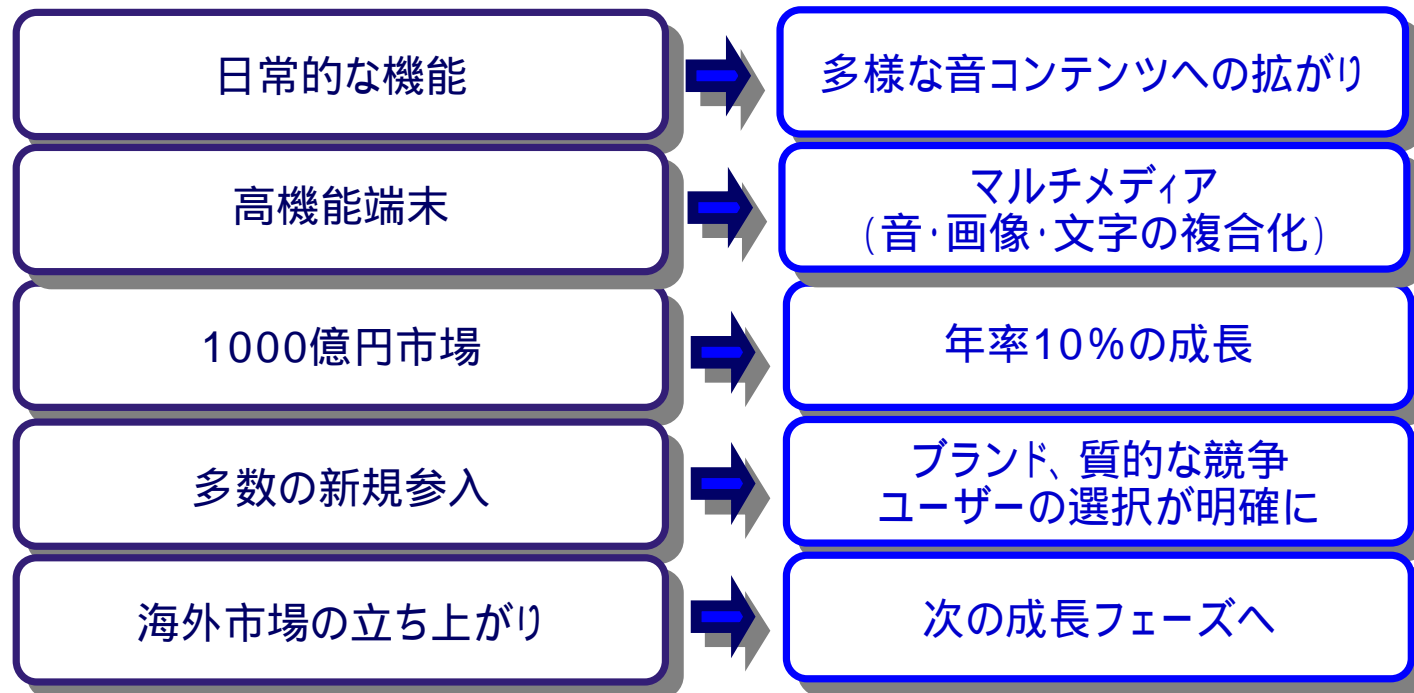 日常的な機能
多様な音コンテンツへの拡がり
高機能端末
マルチメディア
(音・画像・文字の複合化)
1000億円市場
年率10%の成長
多数の新規参入
ブランド、質的な競争
ユーザーの選択が明確に
海外市場の立ち上がり
次の成長フェーズへ